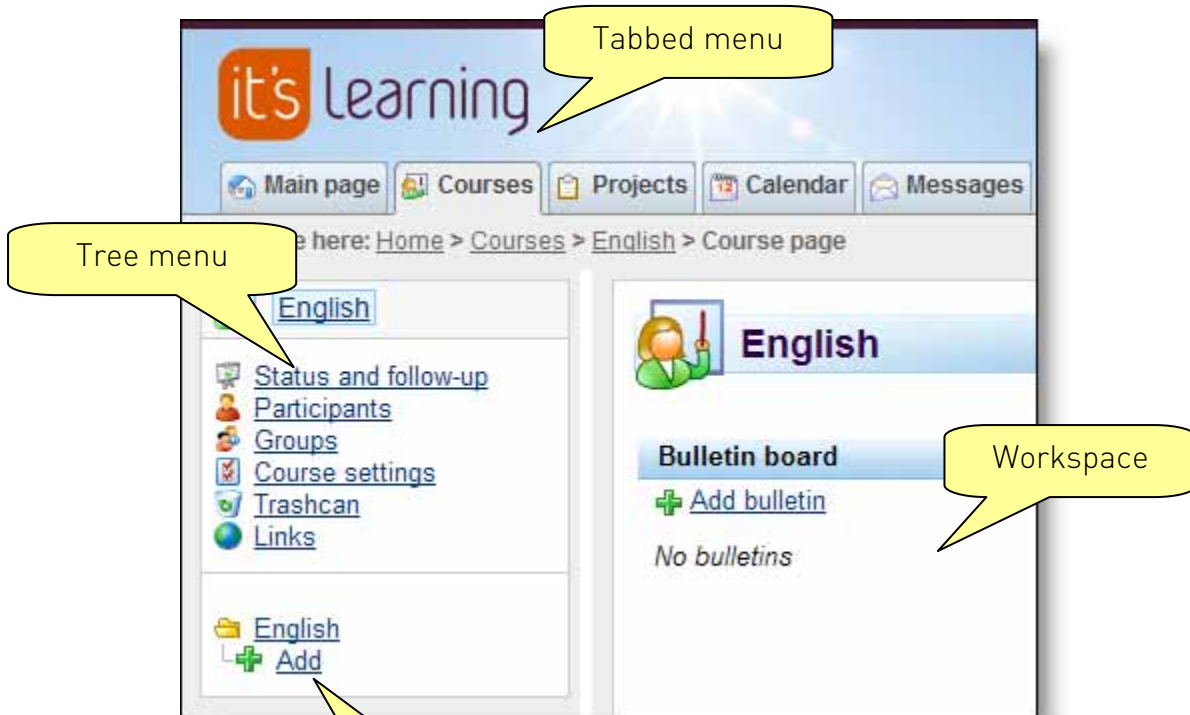 Tabbed menu
it's learning
Main page Courses Projects Calendar Messages
Tree menu
e here: Home > Courses > English > Course page
English
Status and follow-up
Participants
Groups
Course settings
Trashcan
Links
English
Add
English
Bulletin board
Workspace
Add bulletin
No bulletins